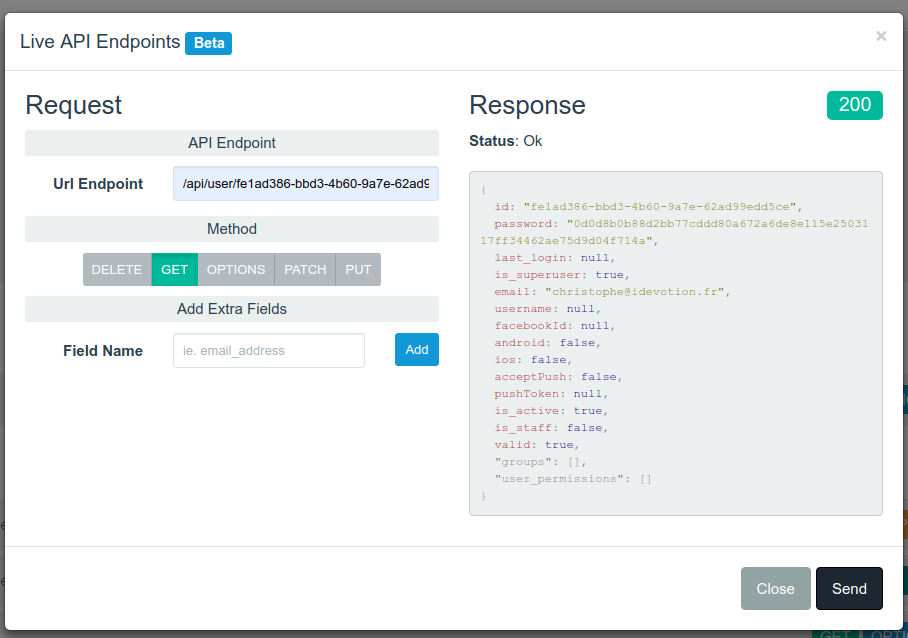 Live API Endpoints Beta
×
Request
API Endpoint
Url Endpoint /api/user/fe1ad386-bbd3-4b60-9a7e-62ad9
Method
DELETE GET OPTIONS PATCH PUT
Add Extra Fields
Field Name ie. email_address Add
Response 200
Status: Ok
{
id: "fe1ad386-bbd3-4b60-9a7e-62ad99edd5ce",
password: "0d0d8b0b88d2bb77cddd80a672a6de8e115e25031
17ff34462ae75d9d04f714a",
last_login: null,
is_superuser: true,
email: "christophe@idevotion.fr",
username: null,
facebookId: null,
android: false,
ios: false,
acceptPush: false,
pushToken: null,
is_active: true,
is_staff: false,
valid: true,
"groups": [],
"user_permissions": []
}
Close Send
GET